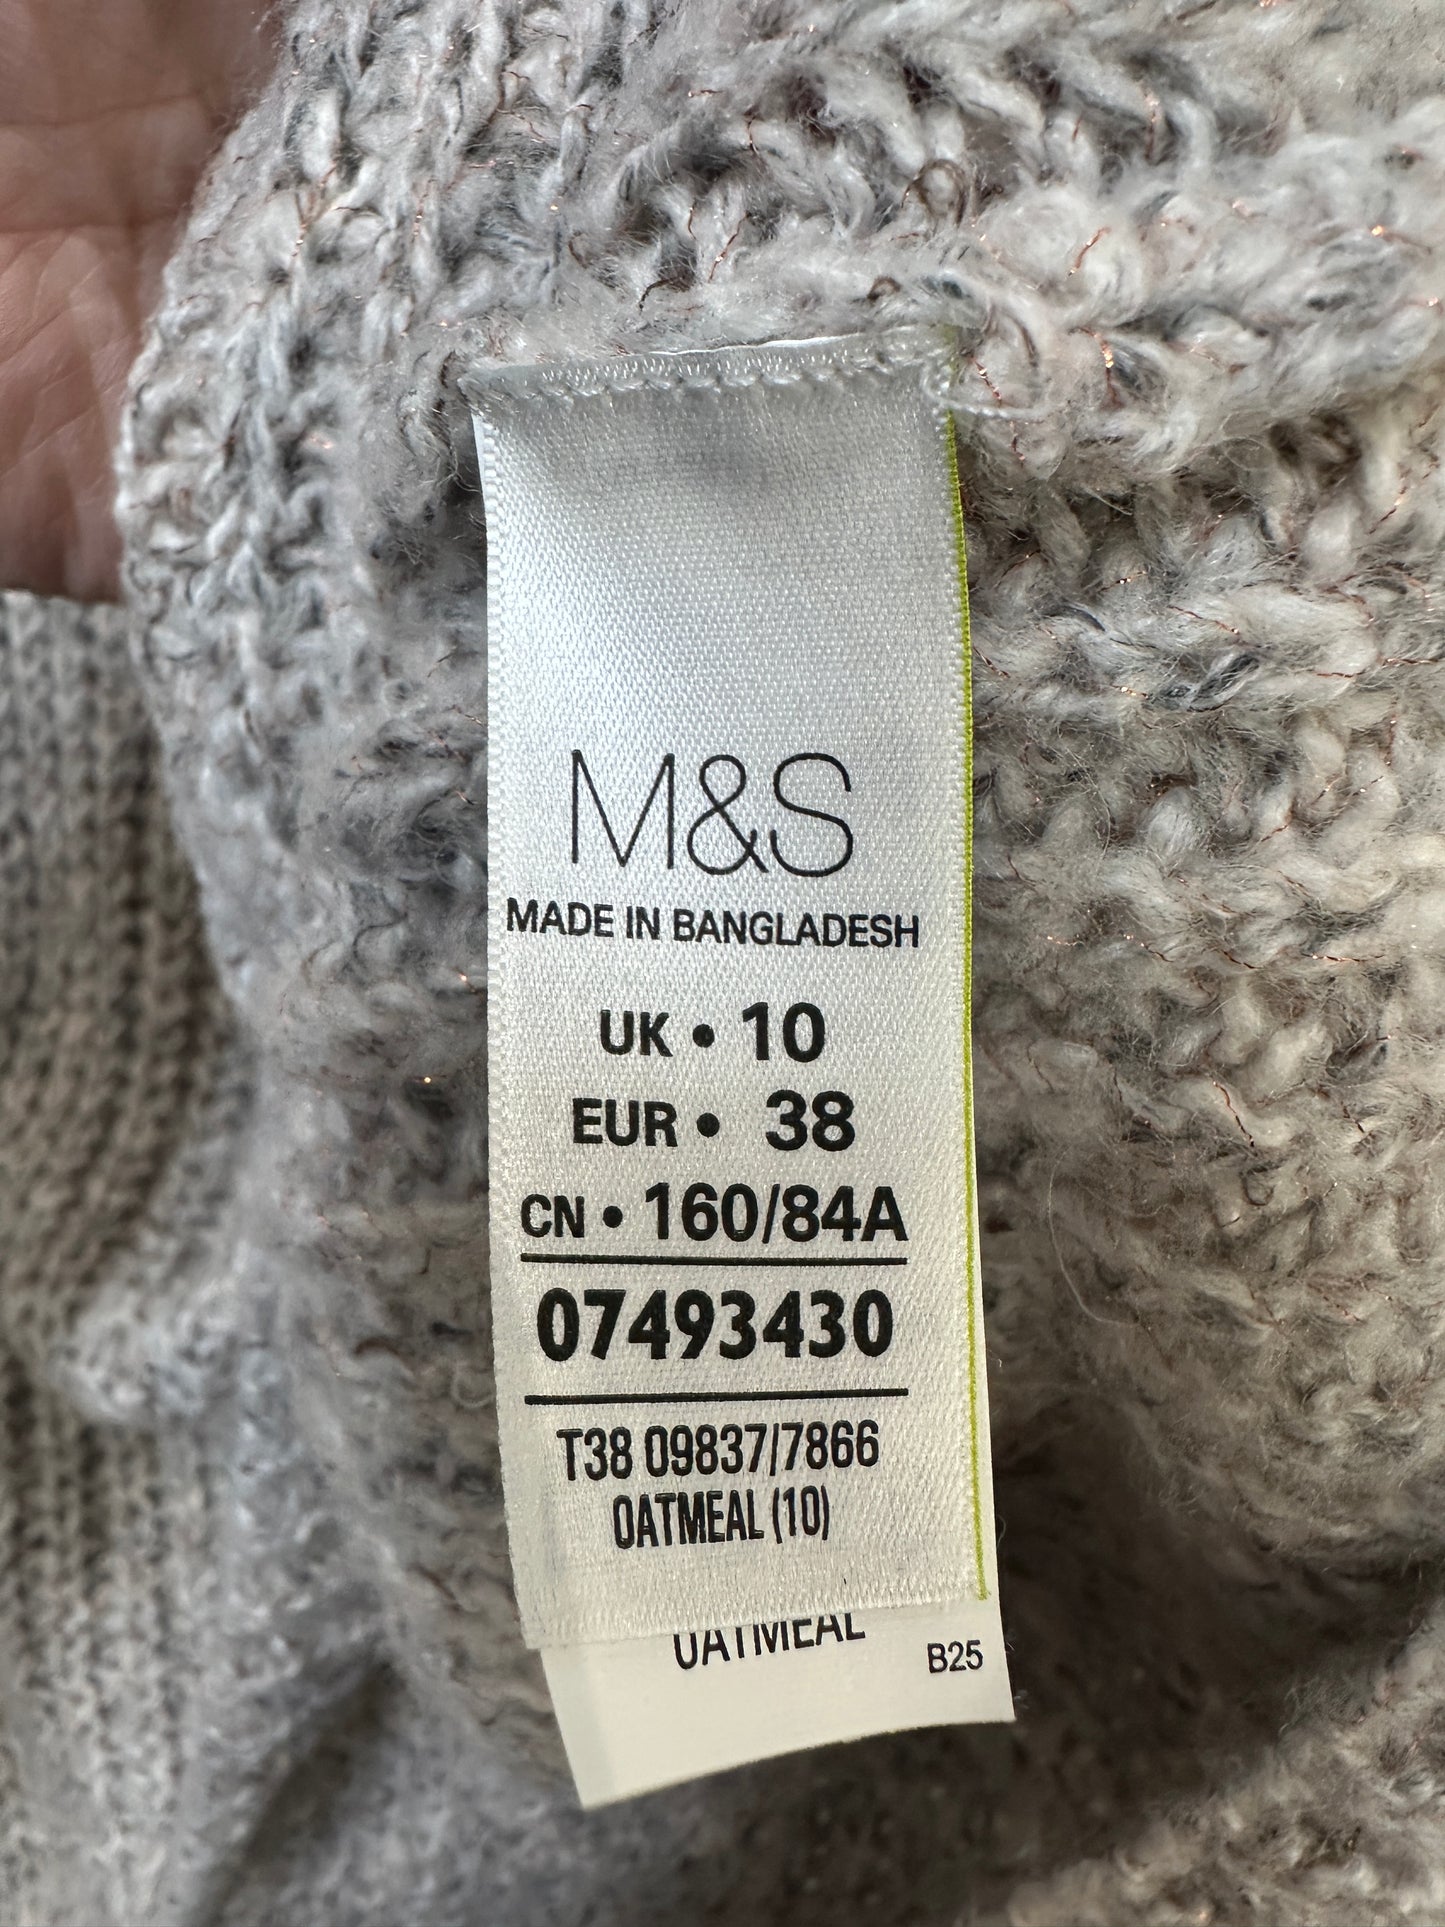 M&S
MADE IN BANGLADESH
UK • 10
EUR • 38
CN • 160/84A
07493430
T38 09837/7866
OATMEAL (10)
OATMEAL
B25